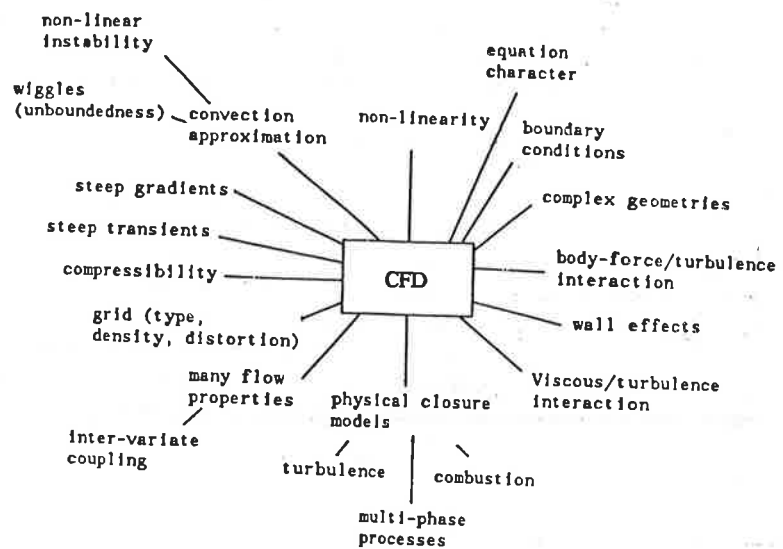 non-linear
instability
equation
character
wiggles
(unboundedness)
convection
approximation
non-linearity
boundary
conditions
steep gradients
complex geometries
steep transients
body-force/turbulence
interaction
compressibility
CFD
grid (type,
density, distortion)
wall effects
many flow
properties
physical closure
models
Viscous/turbulence
interaction
inter-variate
coupling
turbulence
combustion
multi-phase
processes